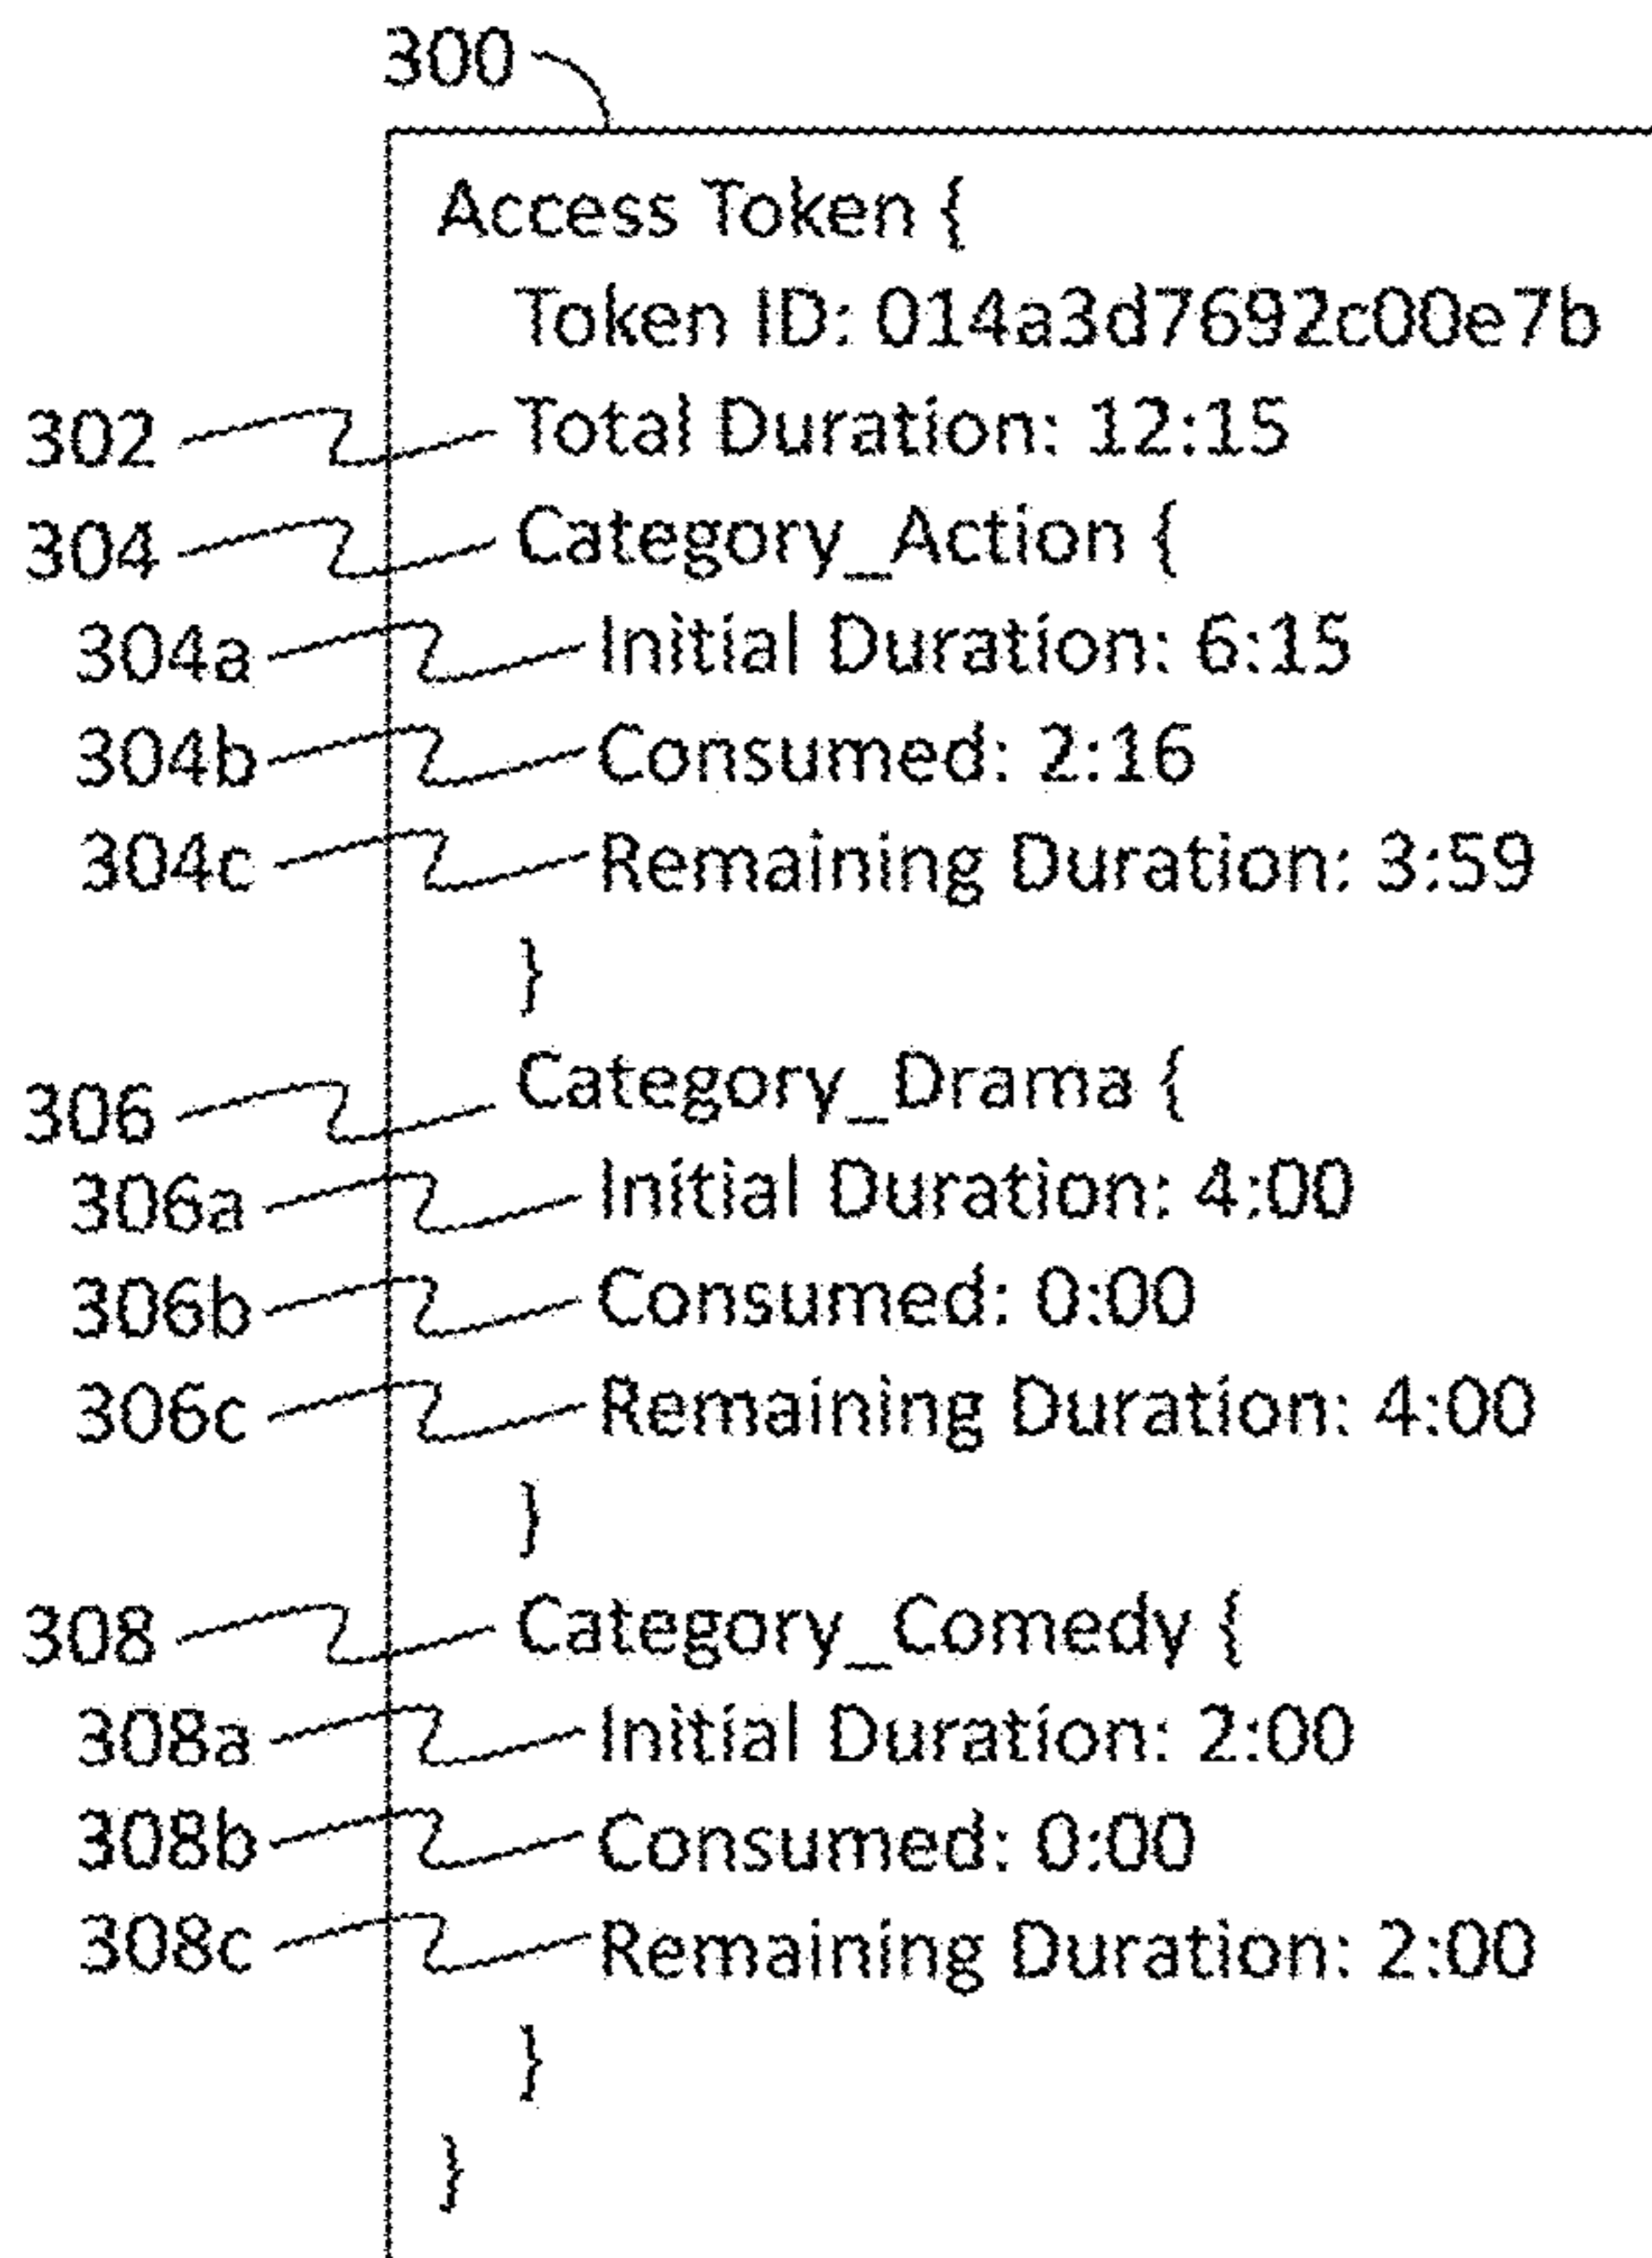 300
Access Token {
Token ID: 014a3d7692c00e7b
302 Total Duration: 12:15
304 Category_Action {
304a Initial Duration: 6:15
304b Consumed: 2:16
304c Remaining Duration: 3:59
}
306 Category_Drama {
306a Initial Duration: 4:00
306b Consumed: 0:00
306c Remaining Duration: 4:00
}
308 Category_Comedy {
308a Initial Duration: 2:00
308b Consumed: 0:00
308c Remaining Duration: 2:00
}
}